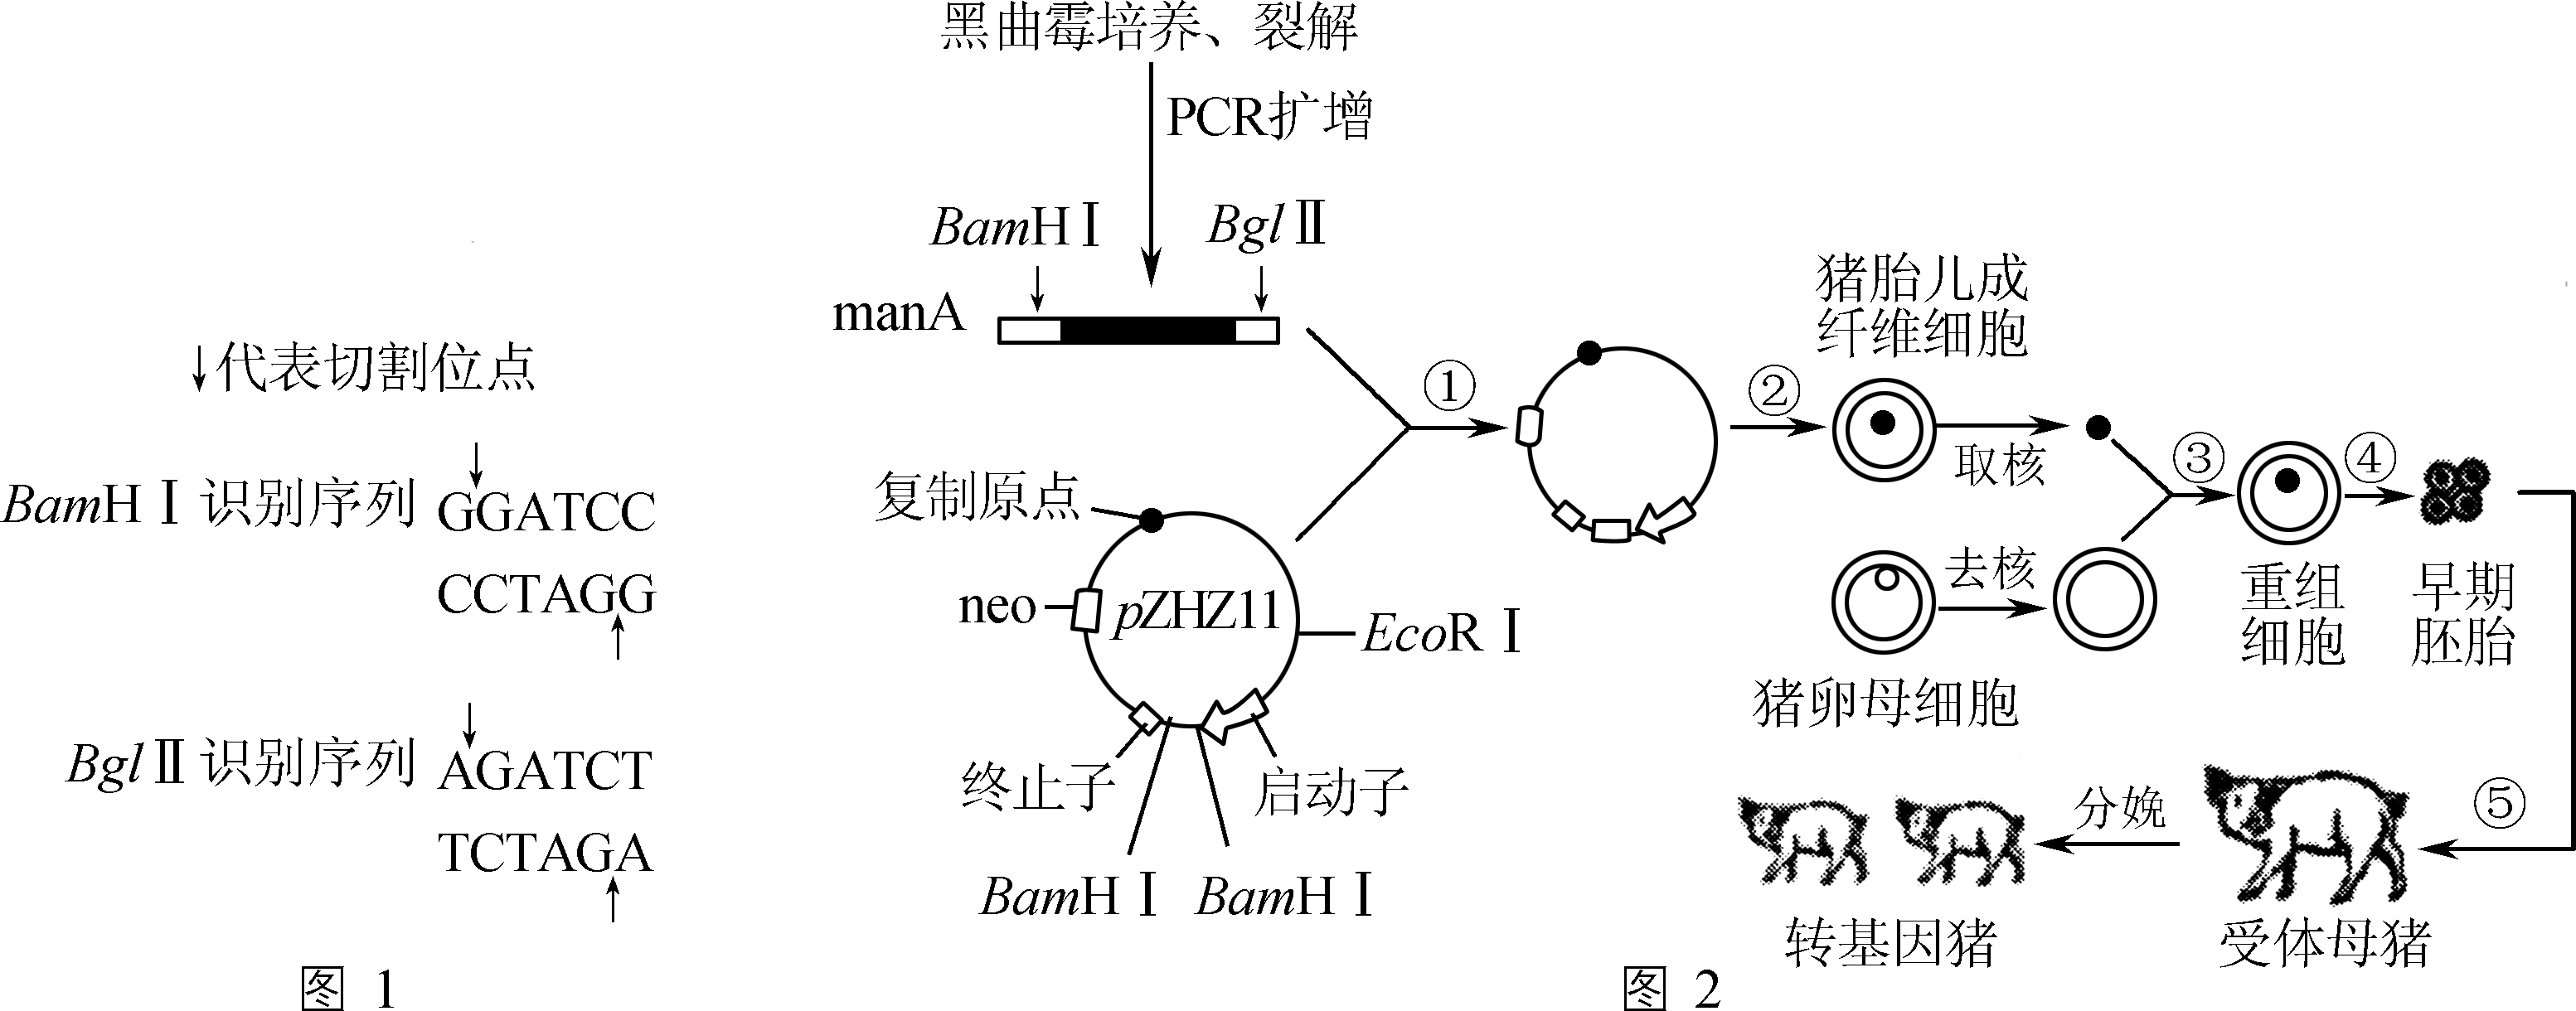 黑曲霉培养、裂解
PCR扩增
BamHⅠ
BglⅡ
manA
①
②
猪胎儿成
纤维细胞
取核
③
④
↓代表切割位点
BamHⅠ识别序列
GGATCC
CCTAGG
BglⅡ识别序列
AGATCT
TCTAGA
图 1
复制原点
neo
pZHZ11
EcoRⅠ
终止子
启动子
BamHⅠ
BamHⅠ
去核
猪卵母细胞
重组
细胞
早期
胚胎
⑤
分娩
转基因猪
受体母猪
图 2